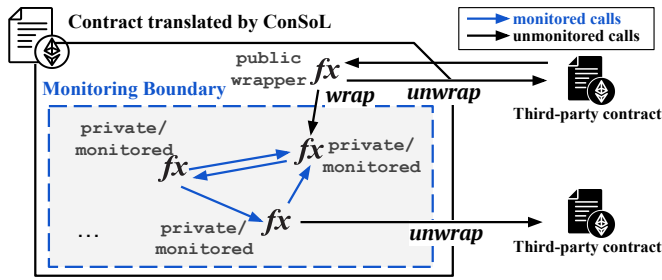 Contract translated by ConSoL
monitored calls
unmonitored calls
public
wrapper
fx
wrap
unwrap
Third-party contract
Monitoring Boundary
private/
monitored
fx
fx
private/
monitored
private/
monitored
fx
...
unwrap
Third-party contract